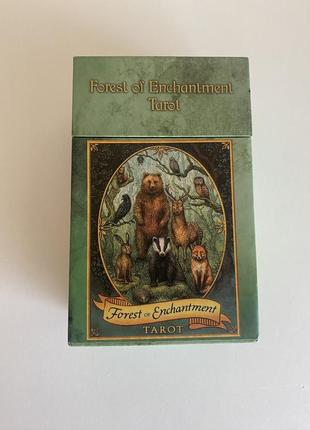 Forest of Enchantment
Tarot
Forest of Enchantment
TAROT